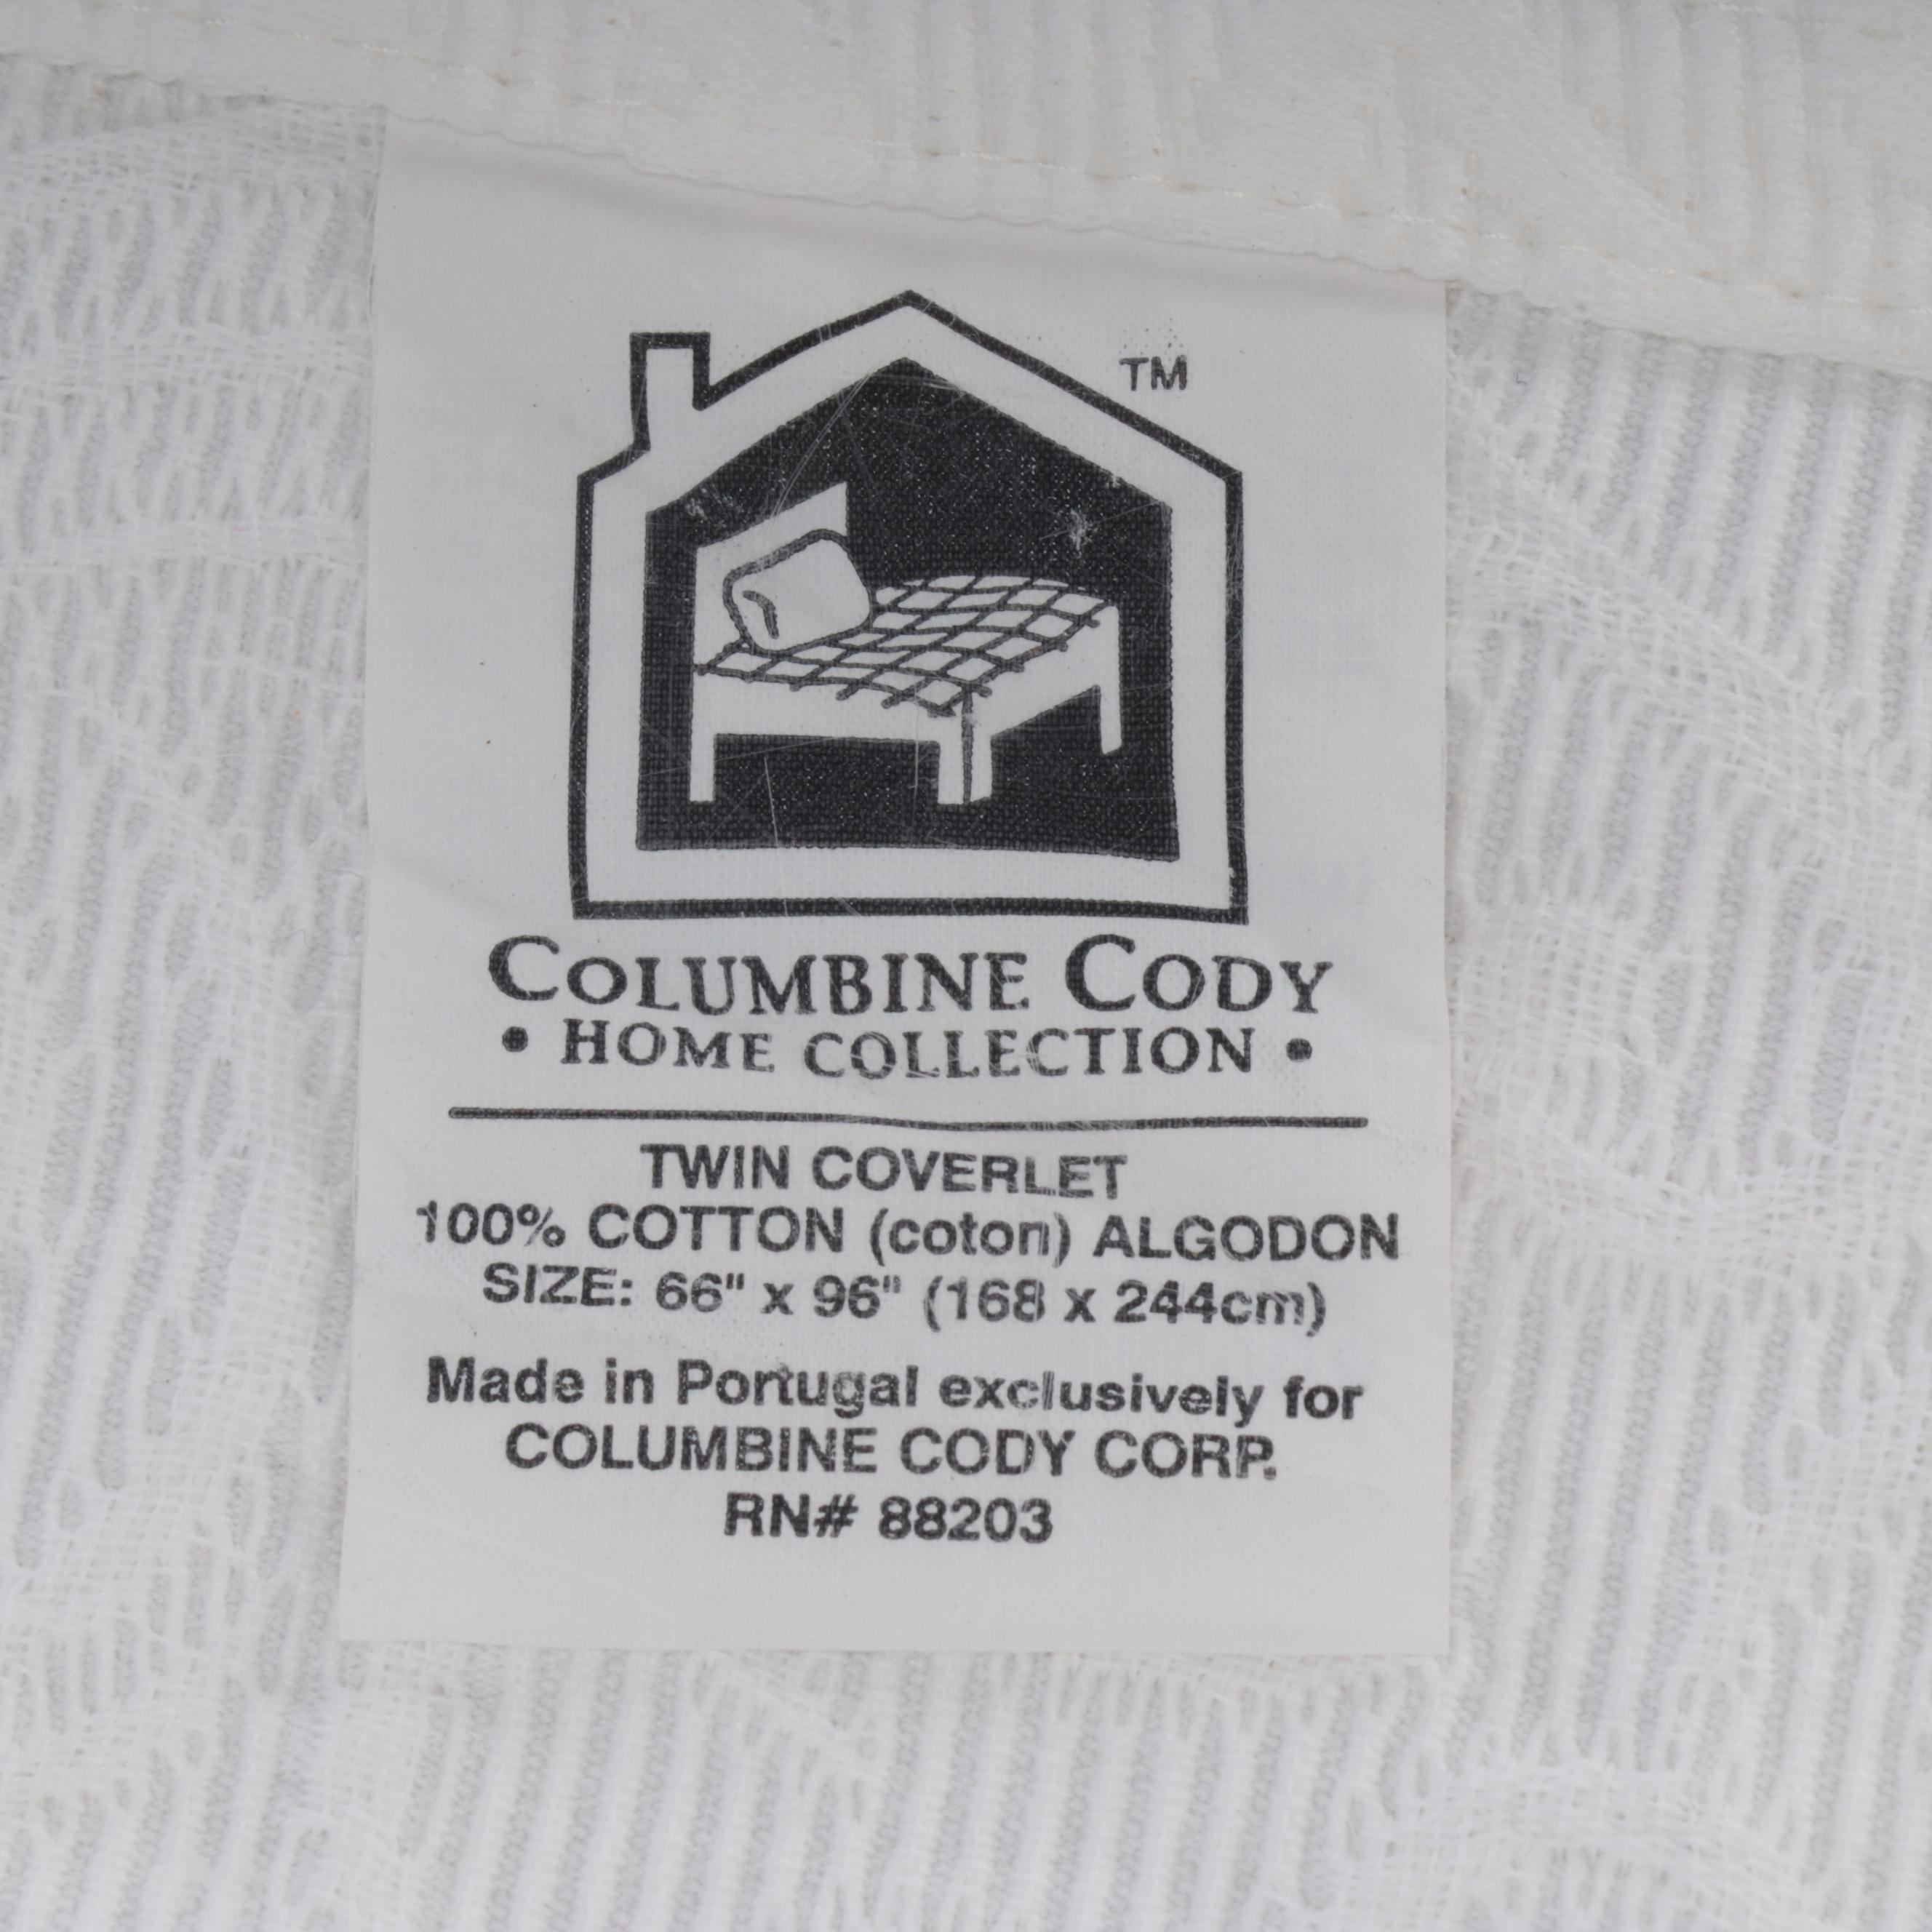 TM
COLUMBINE CODY
• HOME COLLECTION •
TWIN COVERLET
100% COTTON (coton) ALGODON
SIZE: 66" x 96" (168 x 244cm)
Made in Portugal exclusively for
COLUMBINE CODY CORP.
RN# 88203